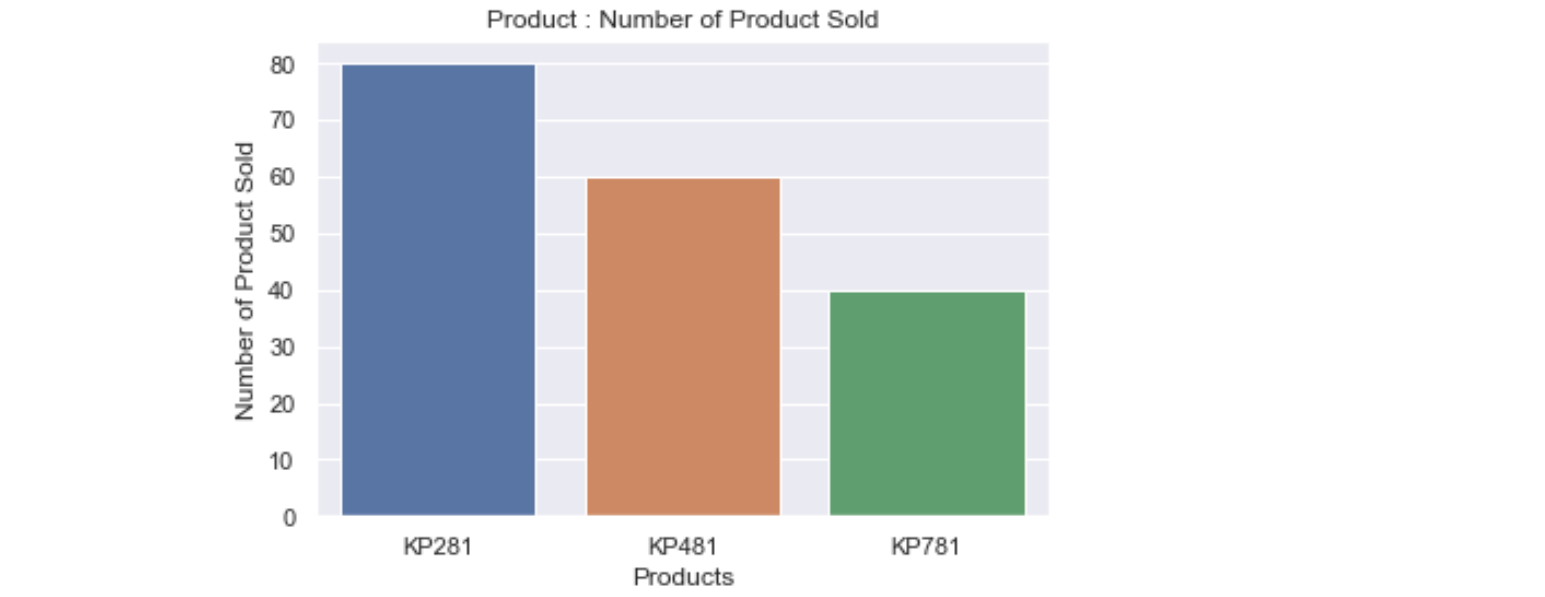 Product : Number of Product Sold
Number of Product Sold
80
70
60
50
40
30
20
10
0
KP281 KP481 KP781
Products